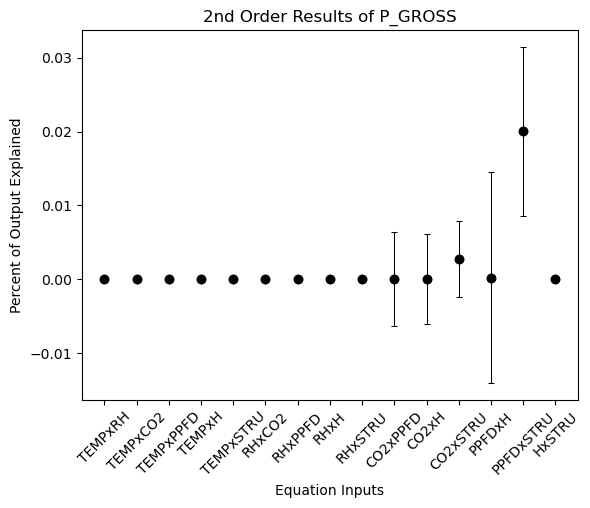 2nd Order Results of P_GROSS
Percent of Output Explained
0.03
0.02
0.01
0.00
−0.01
TEMPxRH
TEMPxCO2
TEMPxPPFD
TEMPxH
TEMPxSTRU
RHxCO2
RHxPPFD
RHxH
RHxSTRU
CO2xPPFD
CO2xH
CO2xSTRU
PPFDxH
PPFDxSTRU
HxSTRU
Equation Inputs